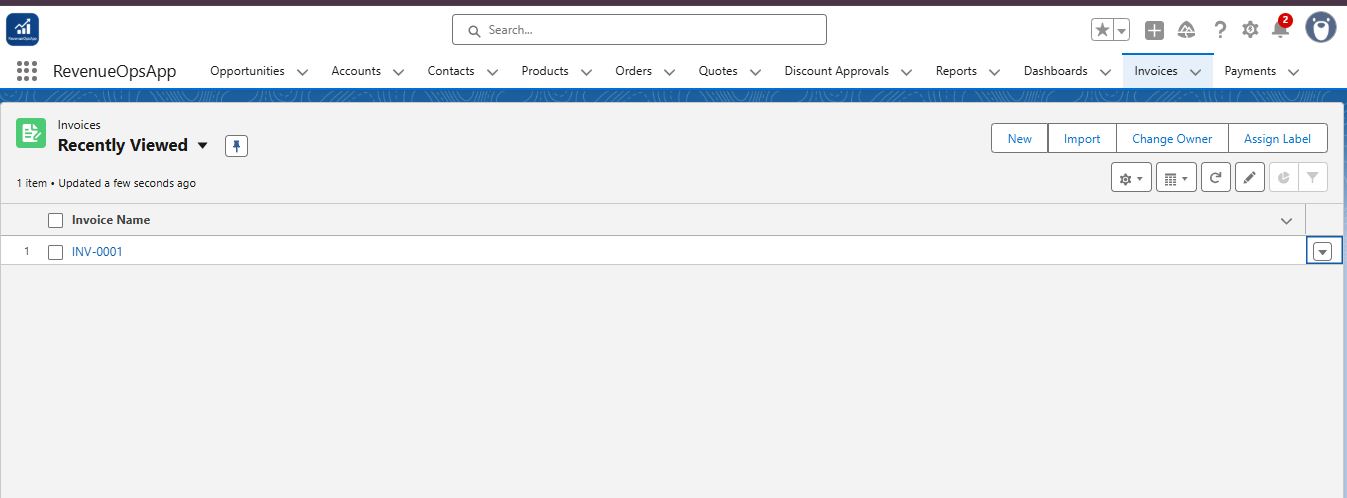 RevenueOpsApp
Search...
2
RevenueOpsApp Opportunities Accounts Contacts Products Orders Quotes Discount Approvals Reports Dashboards Invoices Payments
Invoices
Recently Viewed
New Import Change Owner Assign Label
1 item • Updated a few seconds ago
Invoice Name
1 INV-0001